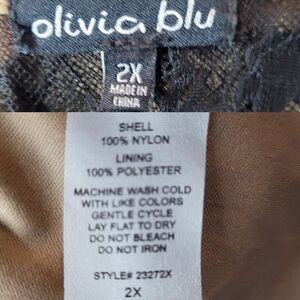 olivia blu
2X
MADE IN
CHINA
SHELL
100% NYLON
LINING
100% POLYESTER
MACHINE WASH COLD
WITH LIKE COLORS
GENTLE CYCLE
LAY FLAT TO DRY
DO NOT BLEACH
DO NOT IRON
STYLE# 23272X
2X